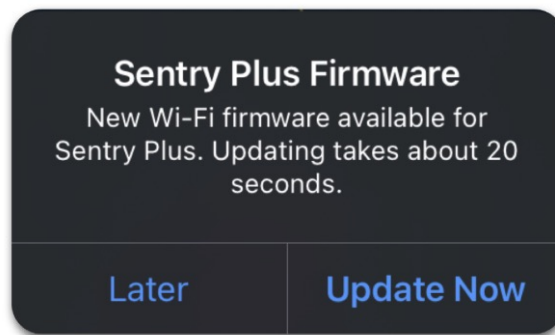 Sentry Plus Firmware
New Wi-Fi firmware available for
Sentry Plus. Updating takes about 20
seconds.
Later
Update Now